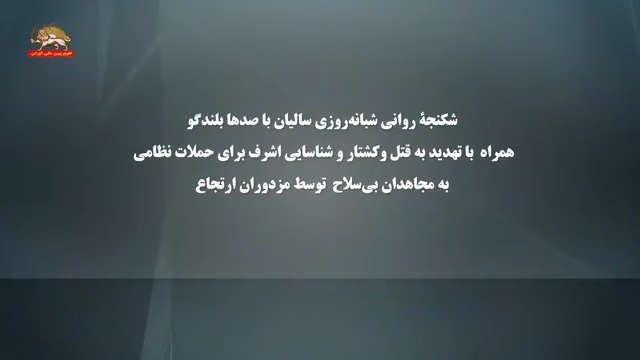 شکنجهٔ روانی شبانه‌روزی سالیان با صدها بلندگو
همراه با تهدید به قتل وکشتار و شناسایی اشرف برای حملات نظامی
به مجاهدان بی‌سلاح توسط مزدوران ارتجاع